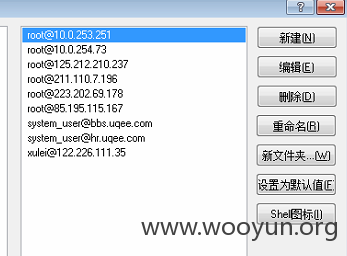 root@10.0.253.251
root@10.0.254.73
root@125.212.210.237
root@211.110.7.196
root@223.202.69.178
root@85.195.115.167
system_user@bbs.uqee.com
system_user@hr.uqee.com
xulei@122.226.111.35
新建(N)
编辑(E)
删除(D)
重命名(R)
新文件夹...(W)
设置为默认值(F
Shell图标(I)
www.wooyun.org